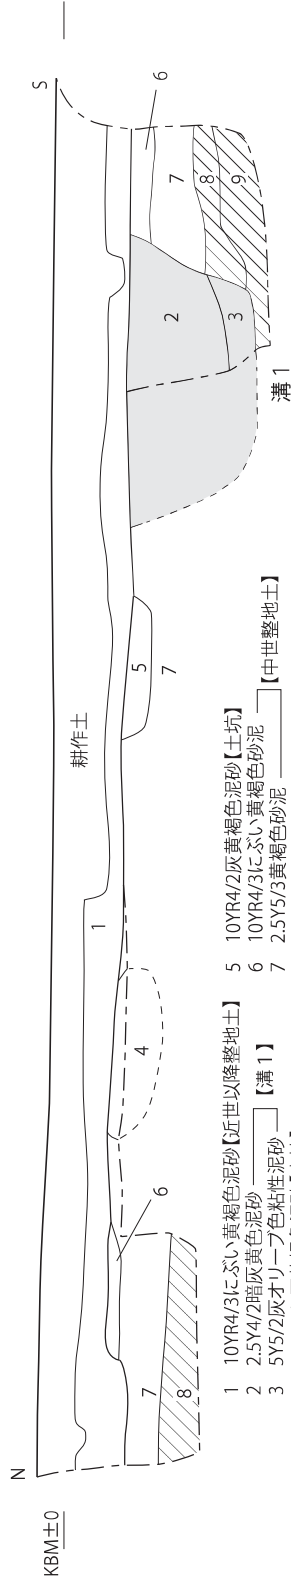 N
S
KBM±0
耕作土
1
2
3
4
5
6
6
7
7
7
8
8
9
溝1
1 10YR4/3にぶい黄褐色泥砂【近世以降整地土】
2 2.5Y4/2暗灰黄色泥砂
3 5Y5/2灰オリーブ色粘性泥砂
【溝1】
5 10YR4/2灰黄褐色泥砂【土坑】
6 10YR4/3にぶい黄褐色砂泥
7 2.5Y5/3黄褐色砂泥
【中世整地土】